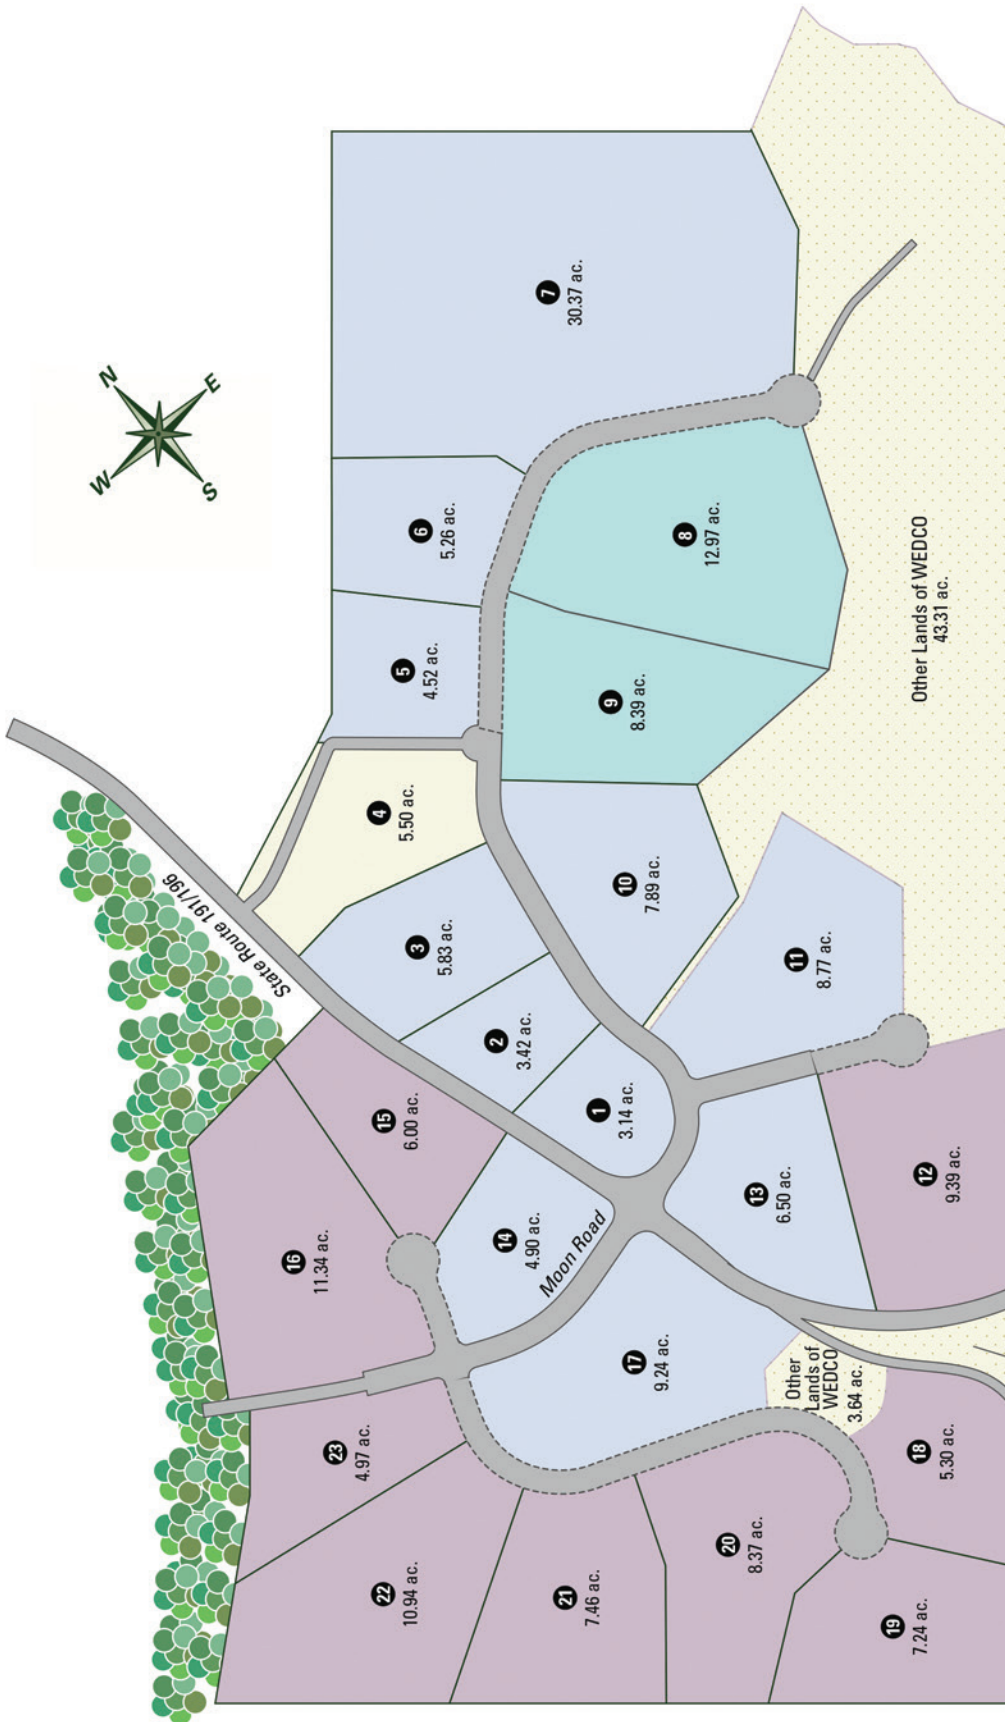 N
E
S
W
State Route 191/196
Moon Road
1
3.14 ac.
2
3.42 ac.
3
5.83 ac.
4
5.50 ac.
5
4.52 ac.
6
5.26 ac.
7
30.37 ac.
8
12.97 ac.
9
8.39 ac.
10
7.89 ac.
11
8.77 ac.
12
9.39 ac.
13
6.50 ac.
14
4.90 ac.
15
6.00 ac.
16
11.34 ac.
17
9.24 ac.
18
5.30 ac.
19
7.24 ac.
20
8.37 ac.
21
7.46 ac.
22
10.94 ac.
23
4.97 ac.
Other
Lands of
WEDCO
3.64 ac.
Other Lands of WEDCO
43.31 ac.